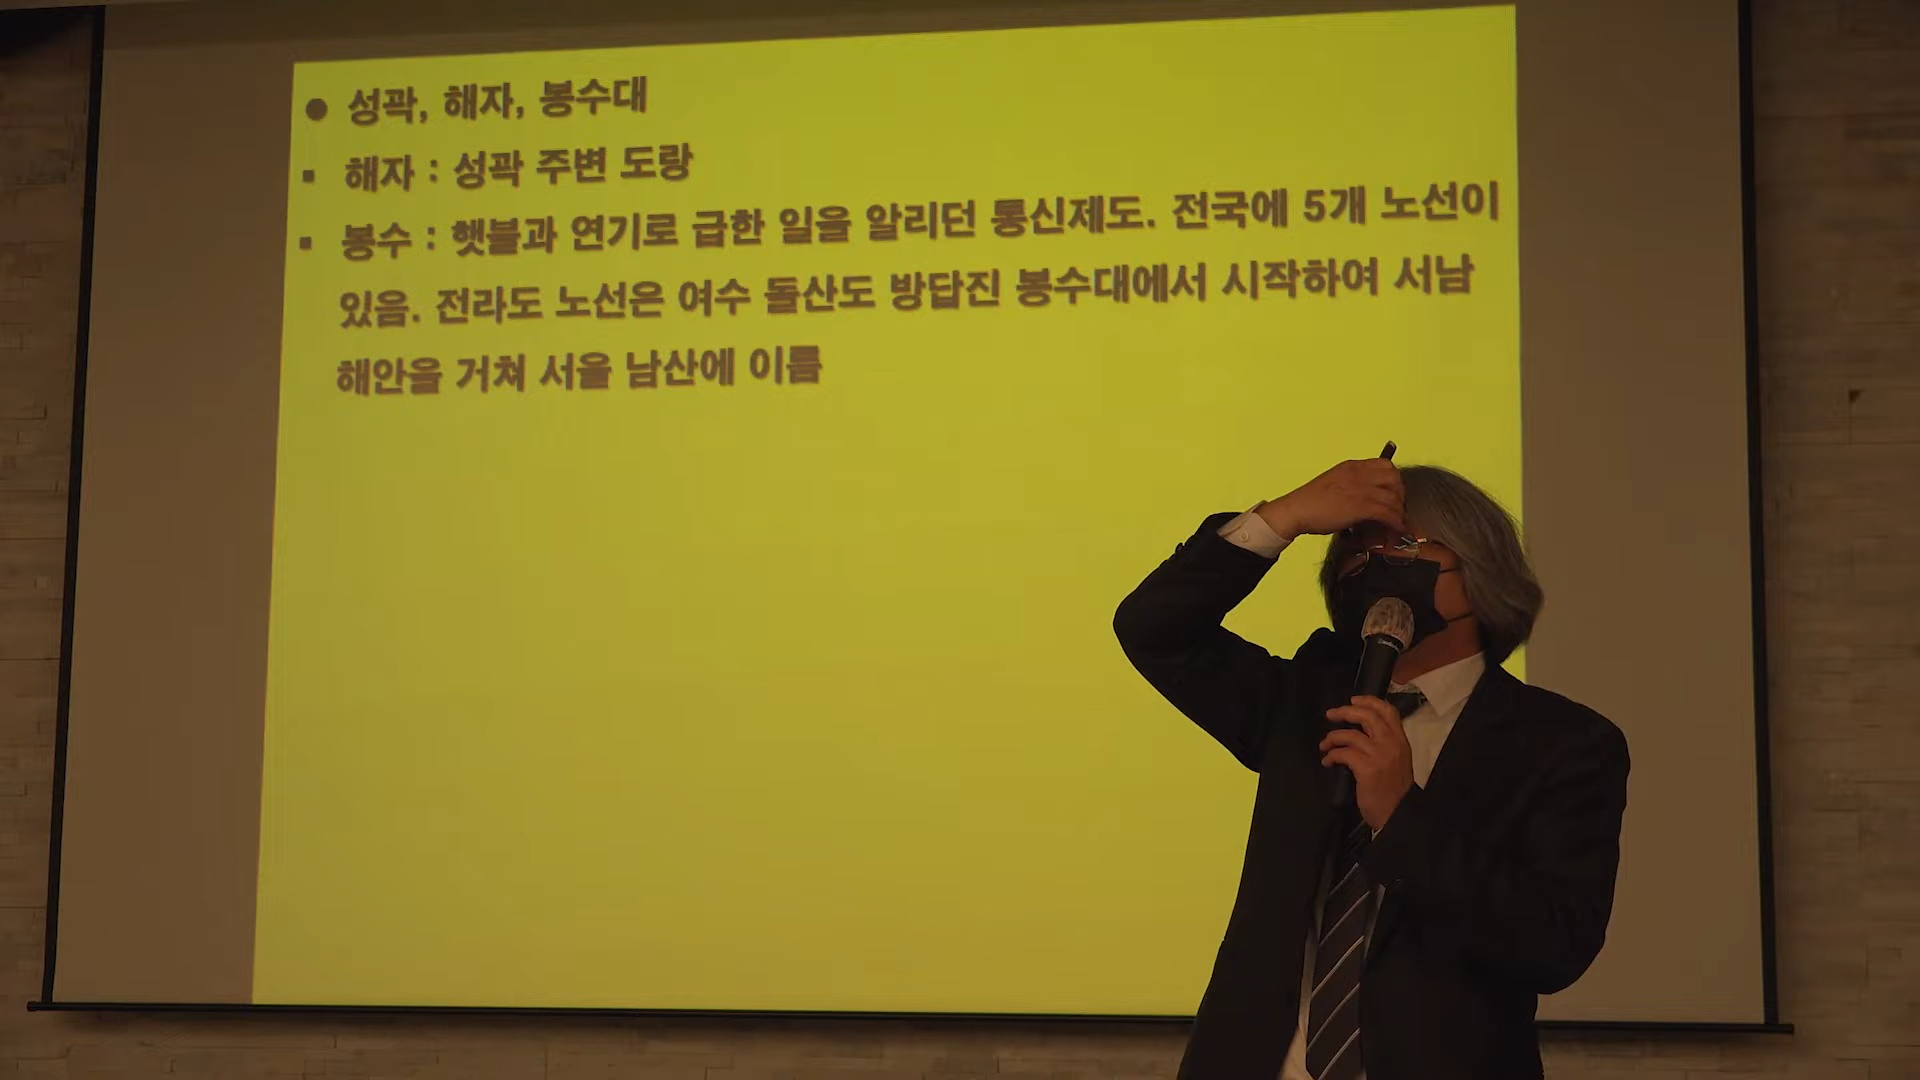 ● 성곽, 해자, 봉수대
▪ 해자 : 성곽 주변 도랑
▪ 봉수 : 횃불과 연기로 급한 일을 알리던 통신제도. 전국에 5개 노선이
있음. 전라도 노선은 여수 돌산도 방답진 봉수대에서 시작하여 서남
해안을 거쳐 서울 남산에 이름